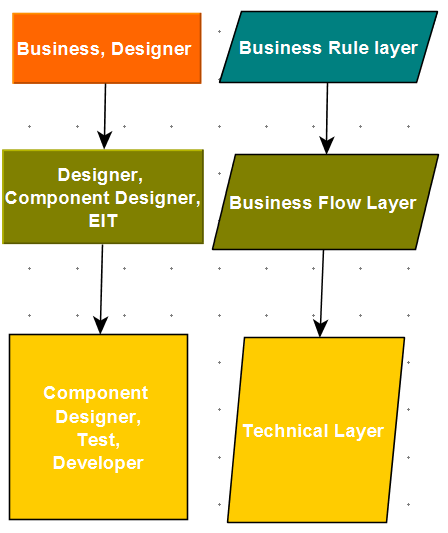 Business, Designer
Business Rule layer
Designer,
Component Designer,
EIT
Business Flow Layer
Component
Designer,
Test,
Developer
Technical Layer